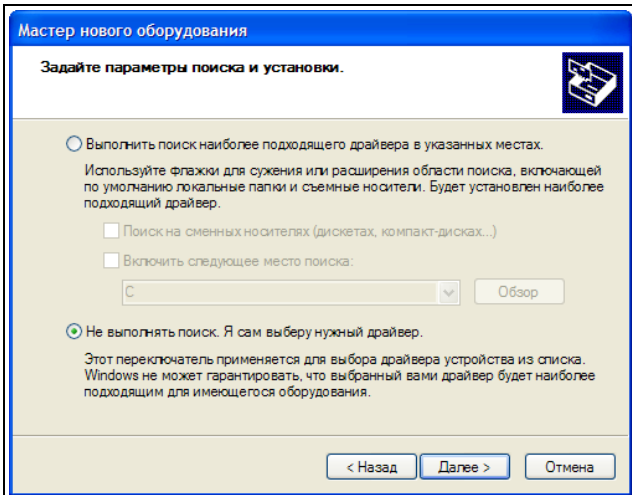 Мастер нового оборудования
Задайте параметры поиска и установки.
Выполнить поиск наиболее подходящего драйвера в указанных местах.
Используйте флажки для сужения или расширения области поиска, включающей
по умолчанию локальные папки и съемные носители. Будет установлен наиболее
подходящий драйвер.
Поиск на сменных носителях (дискетах, компакт-дисках...)
Включить следующее место поиска:
C Обзор
Не выполнять поиск. Я сам выберу нужный драйвер.
Этот переключатель применяется для выбора драйвера устройства из списка.
Windows не может гарантировать, что выбранный вами драйвер будет наиболее
подходящим для имеющегося оборудования.
< Назад Далее > Отмена